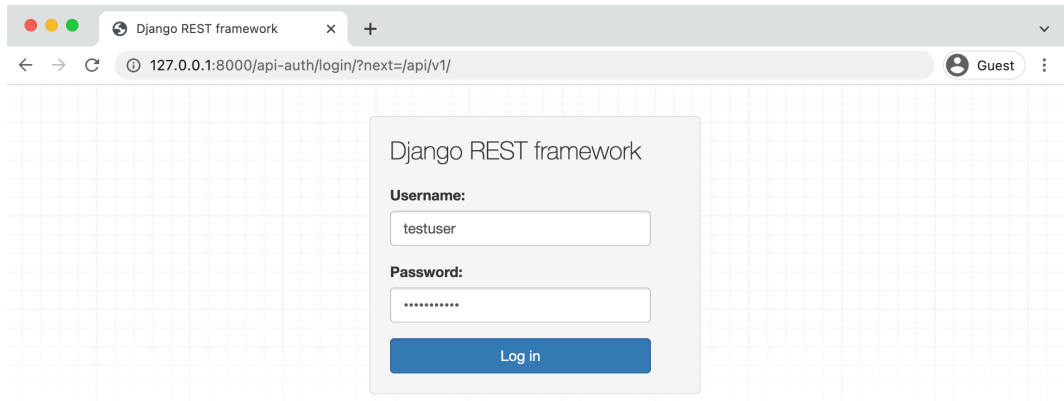 Django REST framework
127.0.0.1:8000/api-auth/login/?next=/api/v1/
Guest
Django REST framework
Username:
testuser
Password:
•••••••••••
Log in